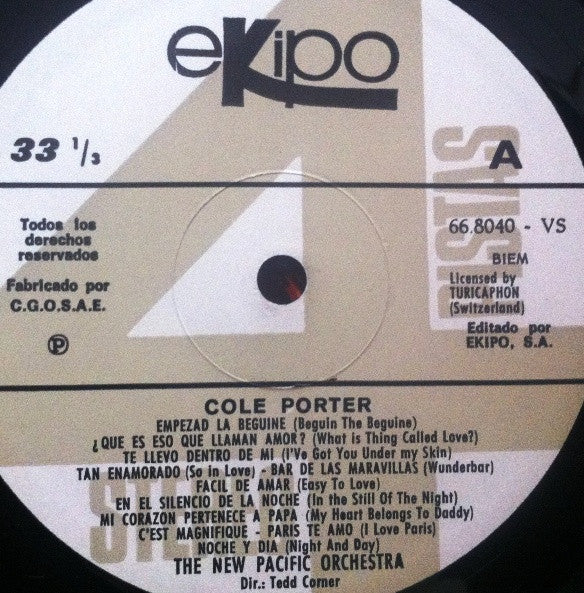 eKipo
33 1/3
A
Todos los
derechos
reservados
Fabricado por
C.G.O.S.A.E.
Ⓟ
66.8040 - VS
BIEM
Licensed by
TURICAPHON
(Switzerland)
Editado por
EKIPO, S.A.
4
PISTAS
STEREO
COLE PORTER
EMPEZAD LA BEGUINE (Beguin The Beguine)
¿QUE ES ESO QUE LLAMAN AMOR? (What is Thing Called Love?)
TE LLEVO DENTRO DE MI (I'Ve Got You Under my Skin)
TAN ENAMORADO (So in Love) - BAR DE LAS MARAVILLAS (Wunderbar)
FACIL DE AMAR (Easy To Love)
EN EL SILENCIO DE LA NOCHE (In the Still Of The Night)
MI CORAZON PERTENECE A PAPA (My Heart Belongs To Daddy)
C'EST MAGNIFIQUE - PARIS TE AMO (I Love Paris)
NOCHE Y DIA (Night And Day)
THE NEW PACIFIC ORCHESTRA
Dir.: Tedd Corner